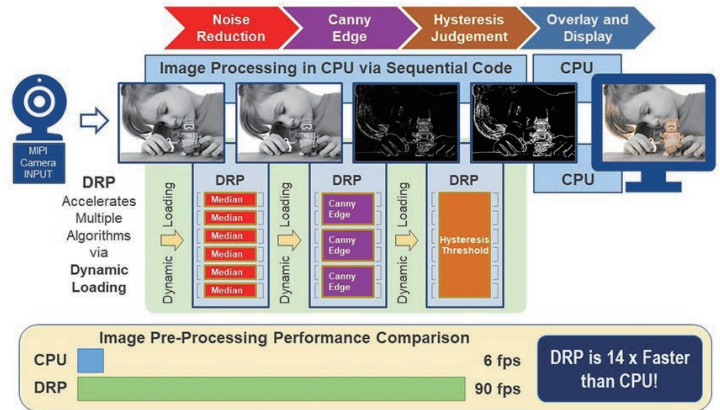 Noise
Reduction
Canny
Edge
Hysteresis
Judgement
Overlay and
Display
Image Processing in CPU via Sequential Code
CPU
MIPI
Camera
INPUT
DRP
Accelerates
Multiple
Algorithms
via
Dynamic
Loading
Dynamic Loading
DRP
Median
Median
Median
Median
Median
Median
Dynamic Loading
DRP
Canny
Edge
Canny
Edge
Canny
Edge
Dynamic Loading
DRP
Hysteresis
Threshold
CPU
Image Pre-Processing Performance Comparison
CPU
6 fps
DRP
90 fps
DRP is 14 x Faster
than CPU!